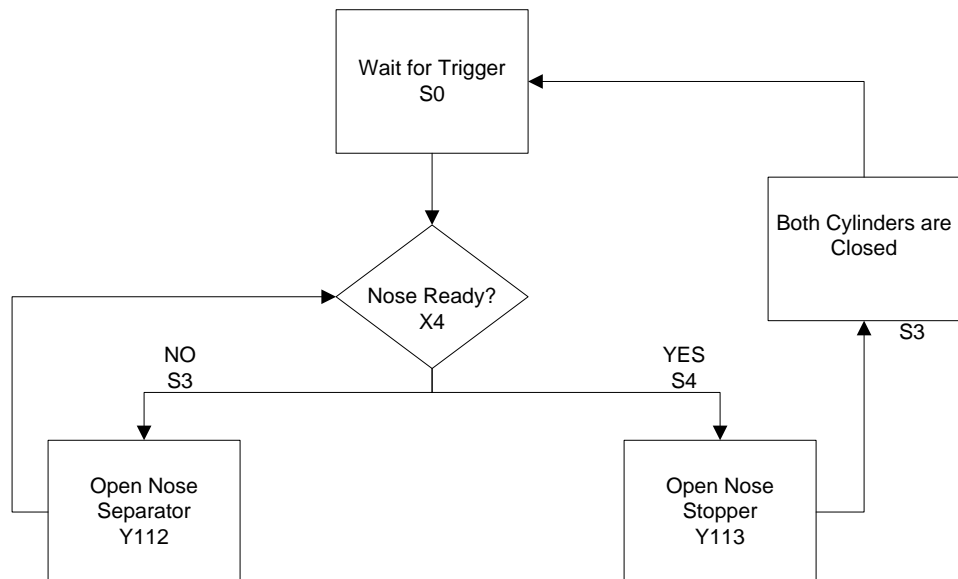 Wait for Trigger
S0
Both Cylinders are
Closed
S3
Nose Ready?
X4
NO
S3
YES
S4
Open Nose
Separator
Y112
Open Nose
Stopper
Y113